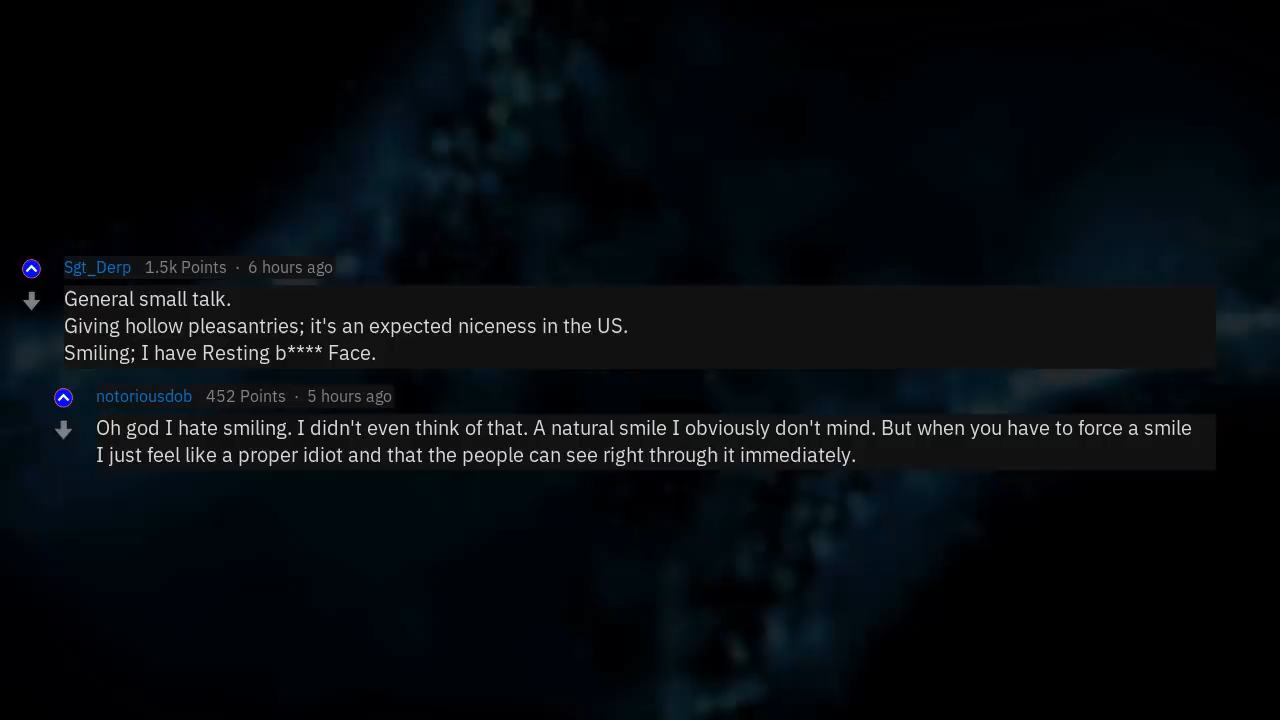 Sgt_Derp 1.5k Points · 6 hours ago
General small talk.
Giving hollow pleasantries; it's an expected niceness in the US.
Smiling; I have Resting b**** Face.
notoriousdob 452 Points · 5 hours ago
Oh god I hate smiling. I didn't even think of that. A natural smile I obviously don't mind. But when you have to force a smile
I just feel like a proper idiot and that the people can see right through it immediately.